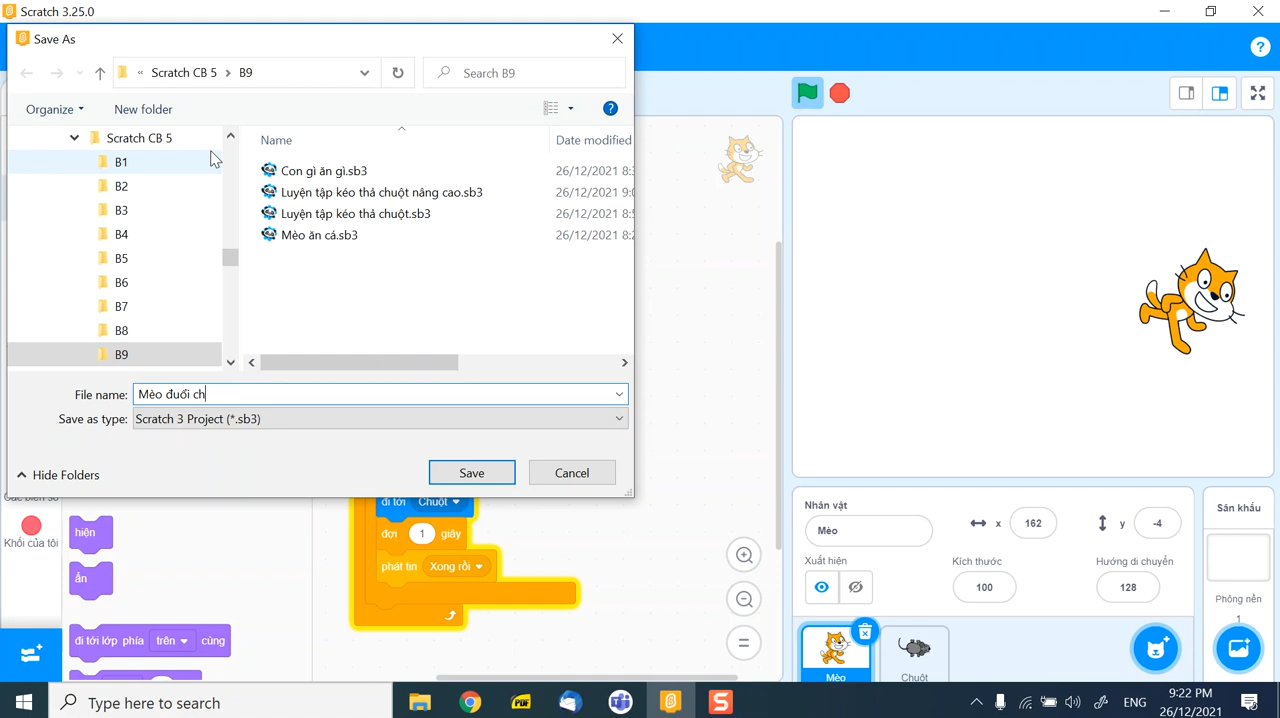 Scratch 3.25.0
Save As
« Scratch CB 5 › B9
Search B9
Organize
New folder
Scratch CB 5
B1
B2
B3
B4
B5
B6
B7
B8
B9
Name
Date modified
Con gì ăn gì.sb3
26/12/2021 8:3
Luyện tập kéo thả chuột nâng cao.sb3
26/12/2021 9:0
Luyện tập kéo thả chuột.sb3
26/12/2021 8:5
Mèo ăn cá.sb3
26/12/2021 8:2
File name: Mèo đuổi ch
Save as type: Scratch 3 Project (*.sb3)
Hide Folders
Save
Cancel
Các biến số
Khối của tôi
hiện
ẩn
đi tới lớp phía trên cùng
đi tới Chuột
đợi 1 giây
phát tin Xong rồi
Nhân vật
Mèo
x 162
y -4
Xuất hiện
Kích thước
100
Hướng di chuyển
128
Sân khấu
Phông nền
1
Mèo
Chuột
Type here to search
PDF
S
ENG
9:22 PM
26/12/2021